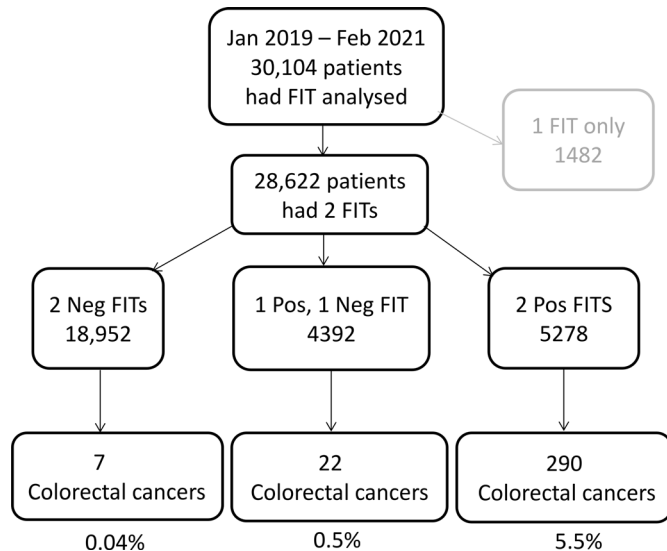 Jan 2019 – Feb 2021
30,104 patients
had FIT analysed
1 FIT only
1482
28,622 patients
had 2 FITs
2 Neg FITs
18,952
1 Pos, 1 Neg FIT
4392
2 Pos FITS
5278
7
Colorectal cancers
22
Colorectal cancers
290
Colorectal cancers
0.04%
0.5%
5.5%